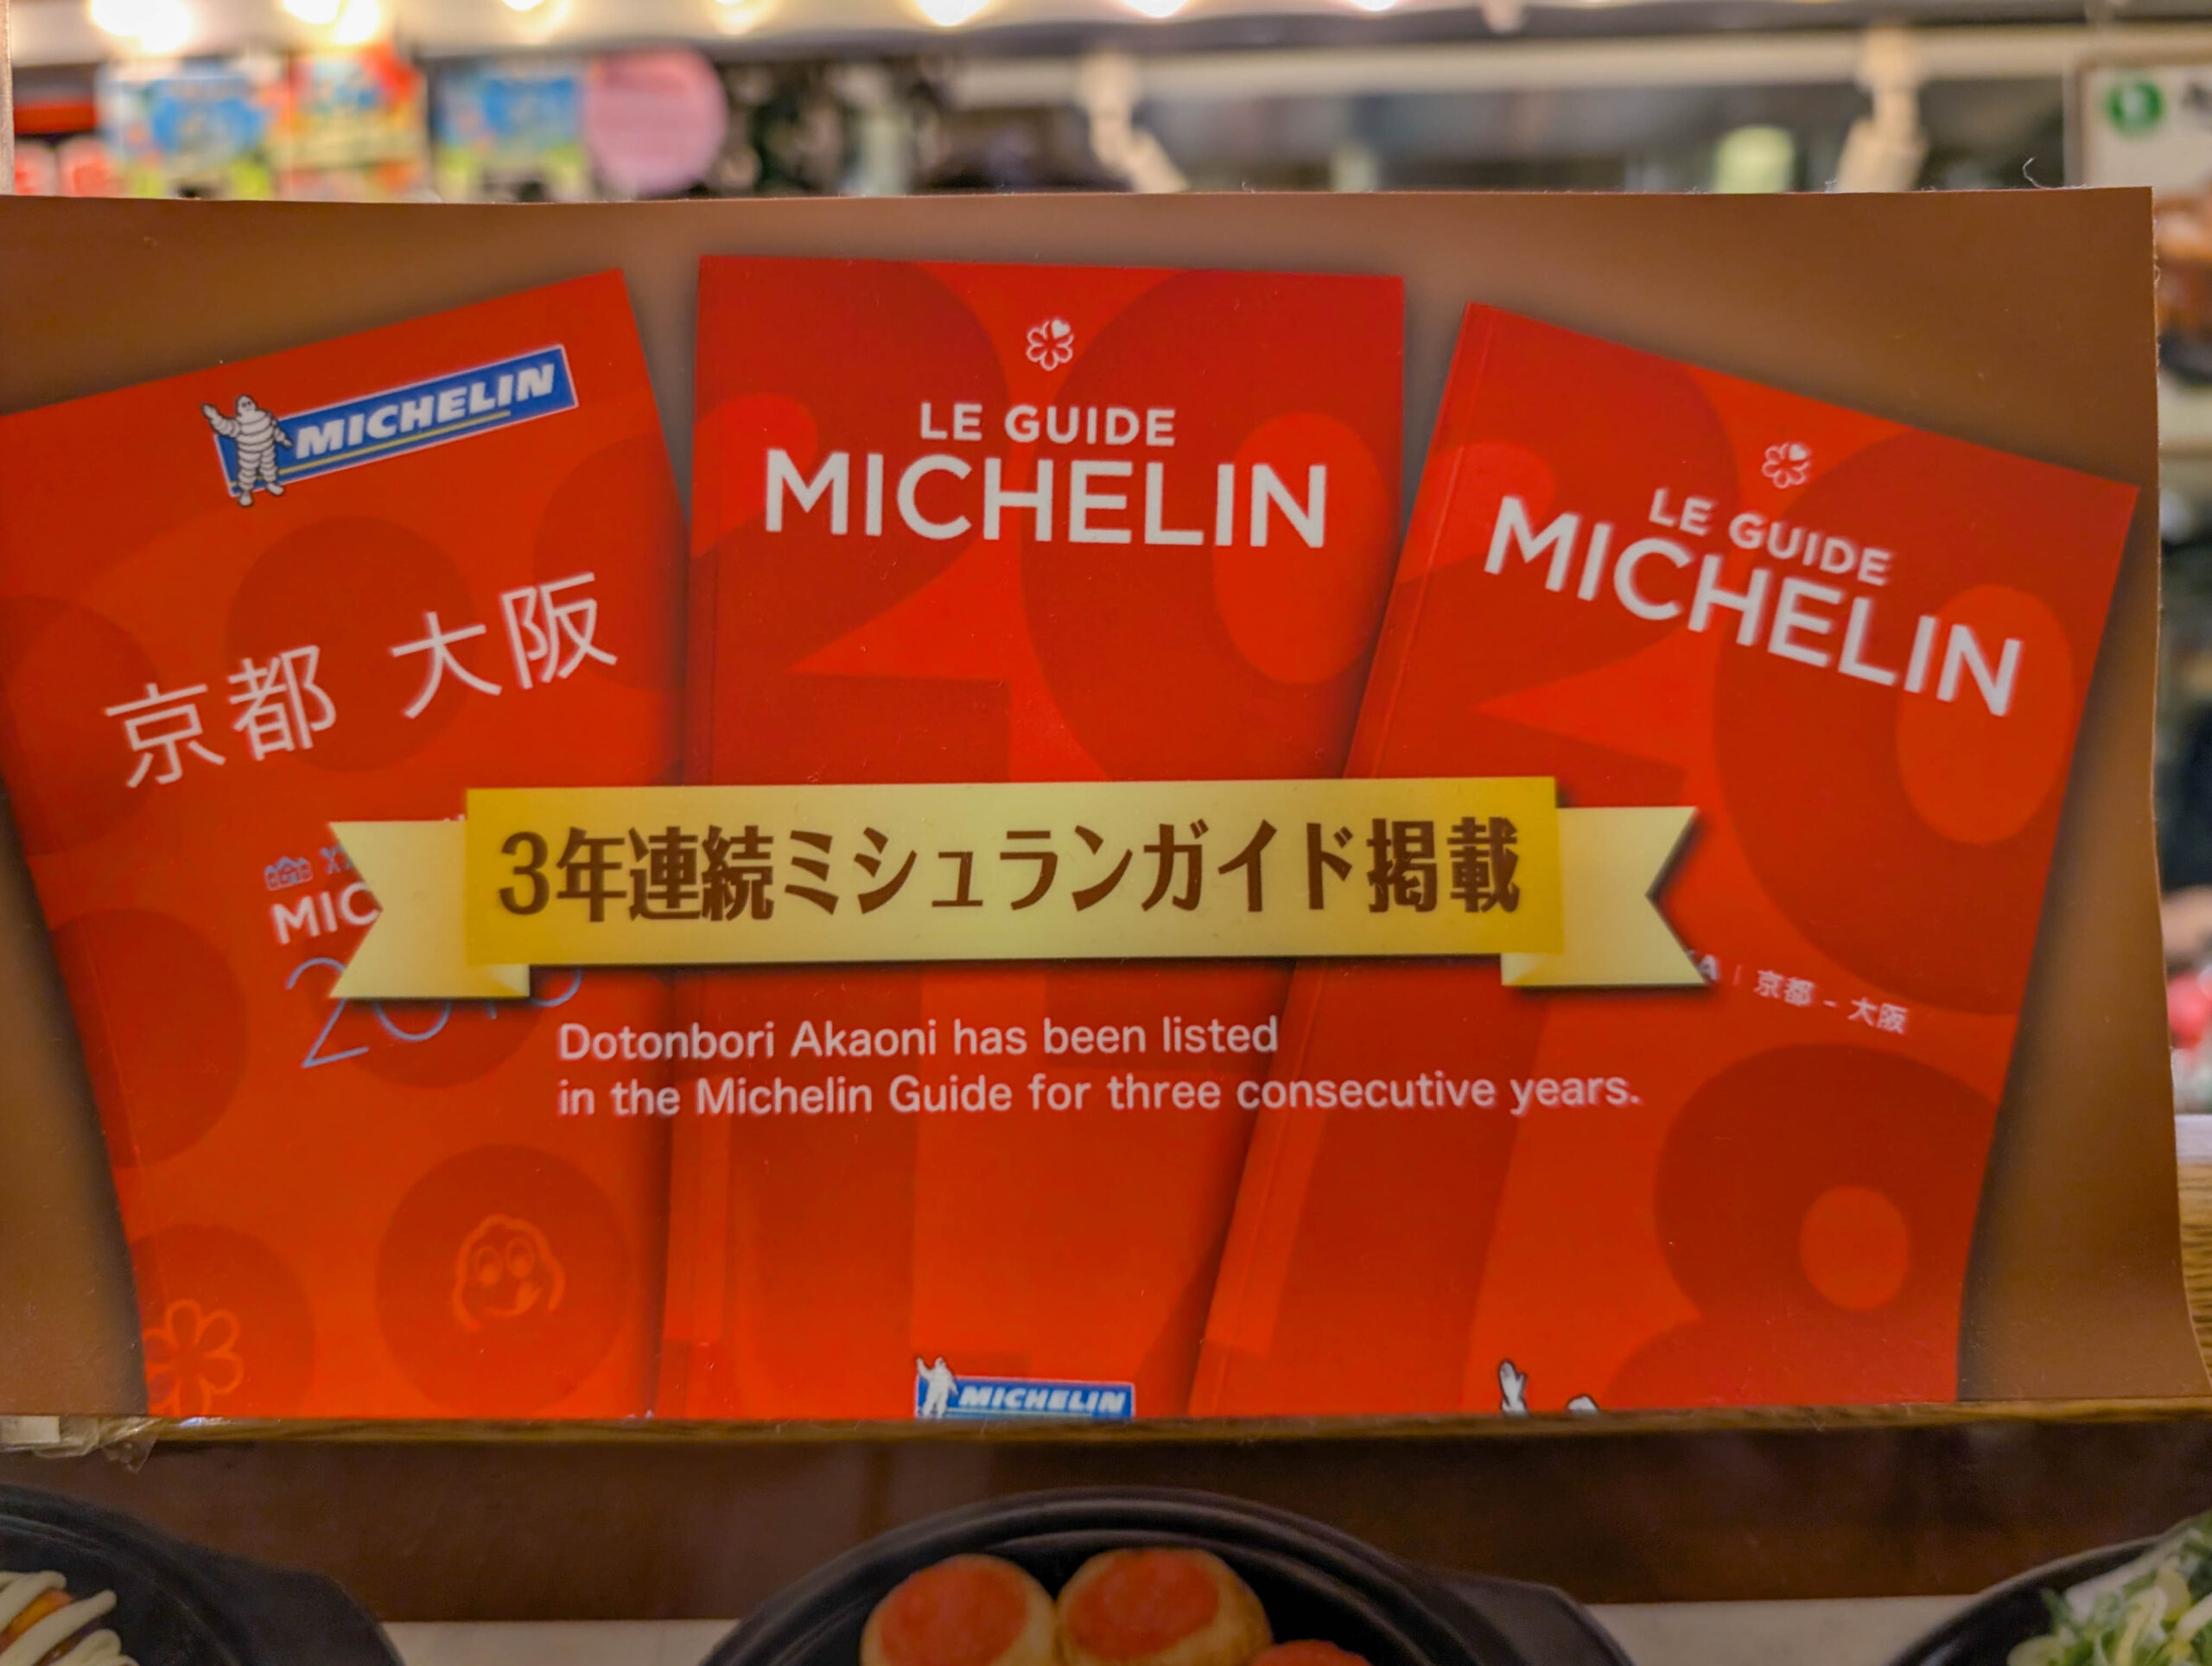 MICHELIN
京都 大阪
LE GUIDE
MICHELIN
LE GUIDE
MICHELIN
3年連続ミシュランガイド掲載
京都 - 大阪
Dotonbori Akaoni has been listed
in the Michelin Guide for three consecutive years.
MICHELIN